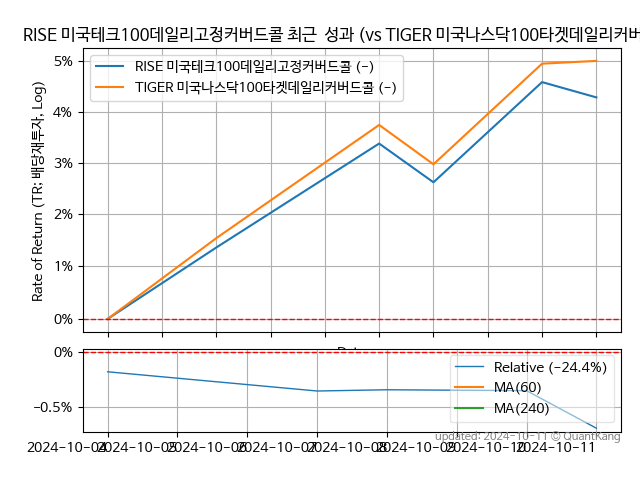 RISE 미국테크100데일리고정커버드콜 최근 성과 (vs TIGER 미국나스닥100타겟데일리커버
5%
4%
3%
2%
1%
0%
Rate of Return (TR; 배당재투자, Log)
RISE 미국테크100데일리고정커버드콜 (-)
TIGER 미국나스닥100타겟데일리커버드콜 (-)
0%
-0.5%
Relative (-24.4%)
MA(60)
MA(240)
updated: 2024-10-11 © QuantKang
2024-10-04
2024-10-05
2024-10-06
2024-10-07
2024-10-08
2024-10-09
2024-10-10
2024-10-11